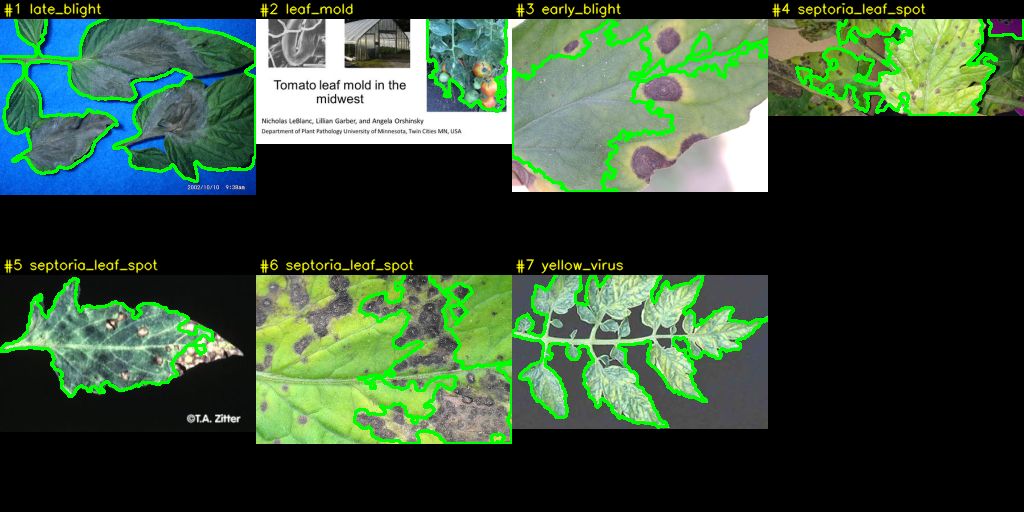 #1 late_blight
#2 leaf_mold
#3 early_blight
#4 septoria_leaf_spot
Tomato leaf mold in the
midwest
Nicholas LeBlanc, Lillian Garber, and Angela Orshinsky
Department of Plant Pathology University of Minnesota, Twin Cities MN, USA
2002/10/10 9:38am
#5 septoria_leaf_spot
#6 septoria_leaf_spot
#7 yellow_virus
©T.A. Zitter